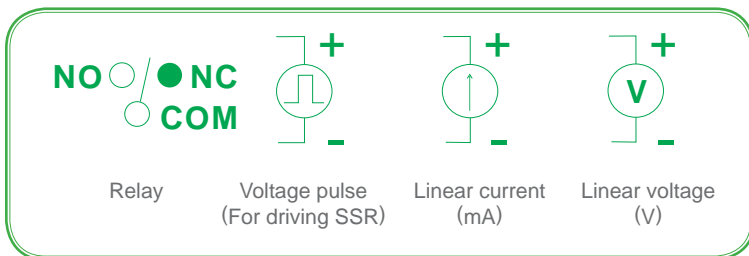 NO NC
COM
+
-
+
V
-
+
-
Relay
Voltage pulse
(For driving SSR)
Linear current
(mA)
Linear voltage
(V)